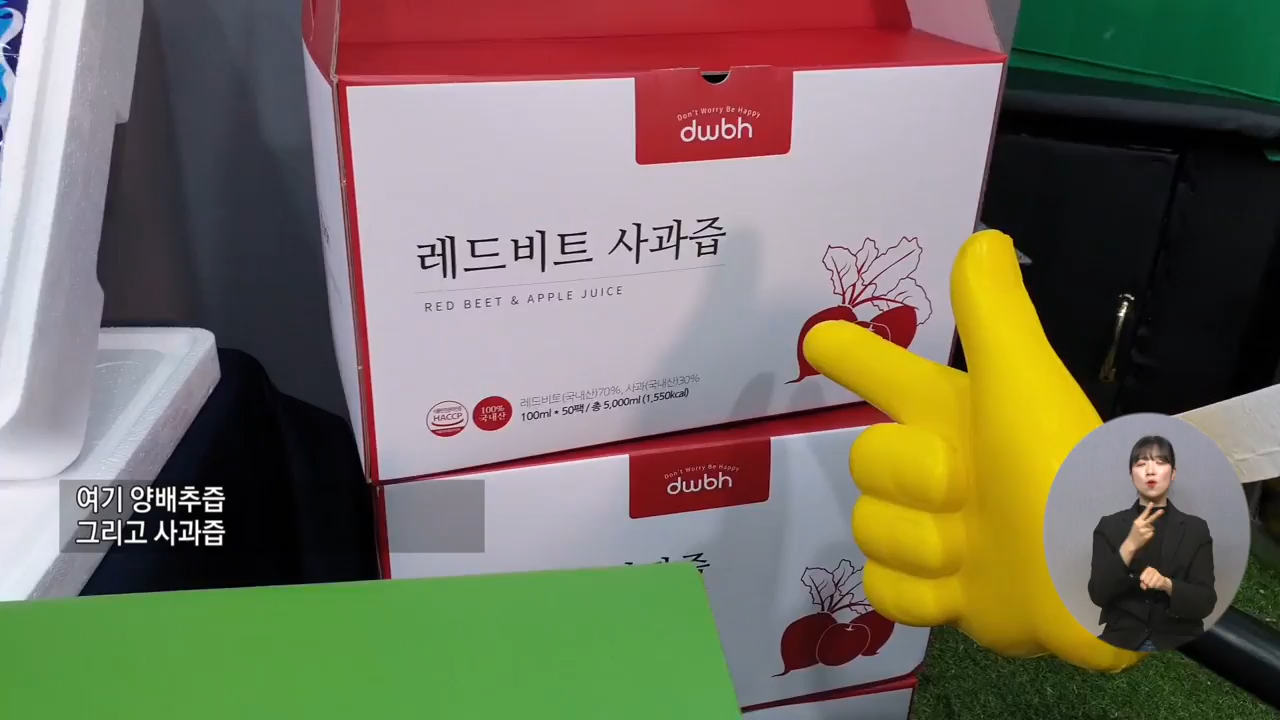 Don't Worry Be Happy
dwbh
레드비트 사과즙
RED BEET & APPLE JUICE
레드비트(국내산)70%, 사과(국내산)30%
100ml * 50팩 / 총 5,000ml (1,550kcal)
HACCP
100%
국내산
Don't Worry Be Happy
dwbh
여기 양배추즙
그리고 사과즙